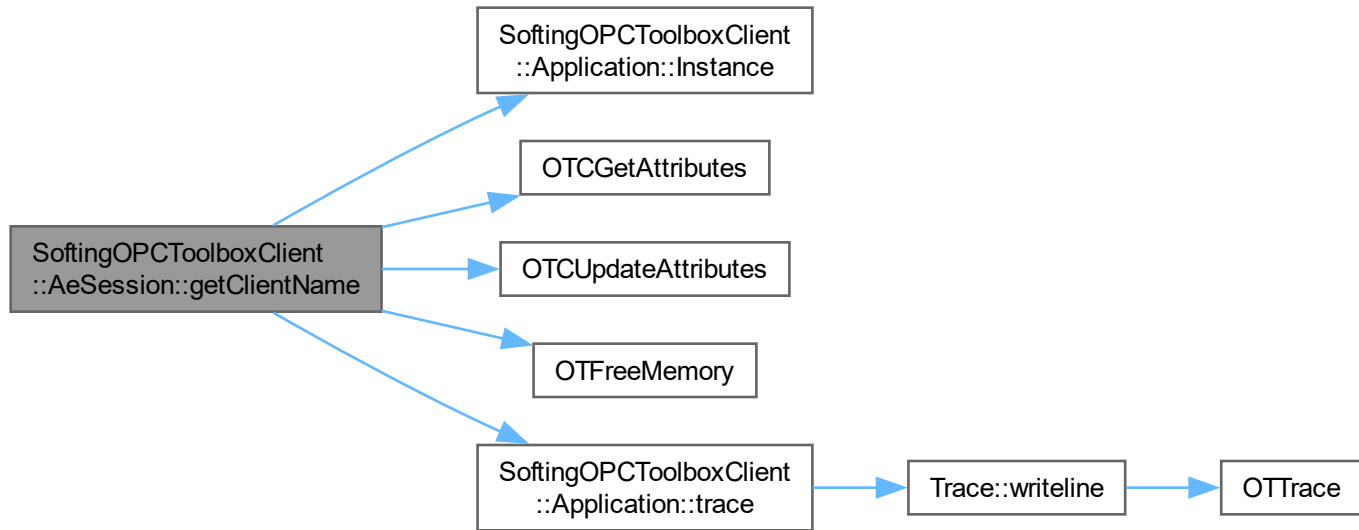 SoftingOPCToolboxClient
::Application::Instance
OTCGetAttributes
SoftingOPCToolboxClient
::AeSession::getClientName
OTCUpdateAttributes
OTFreeMemory
SoftingOPCToolboxClient
::Application::trace
Trace::writeline
OTTrace